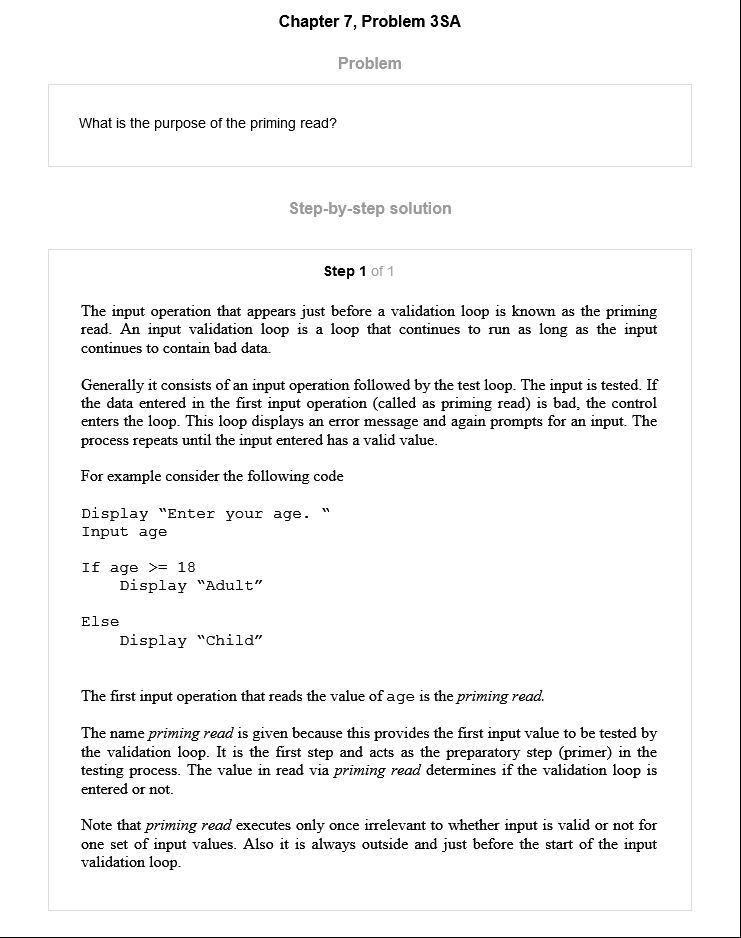 Chapter 7, Problem 3SA
Problem
What is the purpose of the priming read?
Step-by-step solution
Step 1 of 1
The input operation that appears just before a validation loop is known as the priming
read. An input validation loop is a loop that continues to run as long as the input
continues to contain bad data.
Generally it consists of an input operation followed by the test loop. The input is tested. If
the data entered in the first input operation (called as priming read) is bad, the control
enters the loop. This loop displays an error message and again prompts for an input. The
process repeats until the input entered has a valid value.
For example consider the following code
Display “Enter your age. “
Input age
If age >= 18
Display “Adult”
Else
Display “Child”
The first input operation that reads the value of age is the priming read.
The name priming read is given because this provides the first input value to be tested by
the validation loop. It is the first step and acts as the preparatory step (primer) in the
testing process. The value in read via priming read determines if the validation loop is
entered or not.
Note that priming read executes only once irrelevant to whether input is valid or not for
one set of input values. Also it is always outside and just before the start of the input
validation loop.